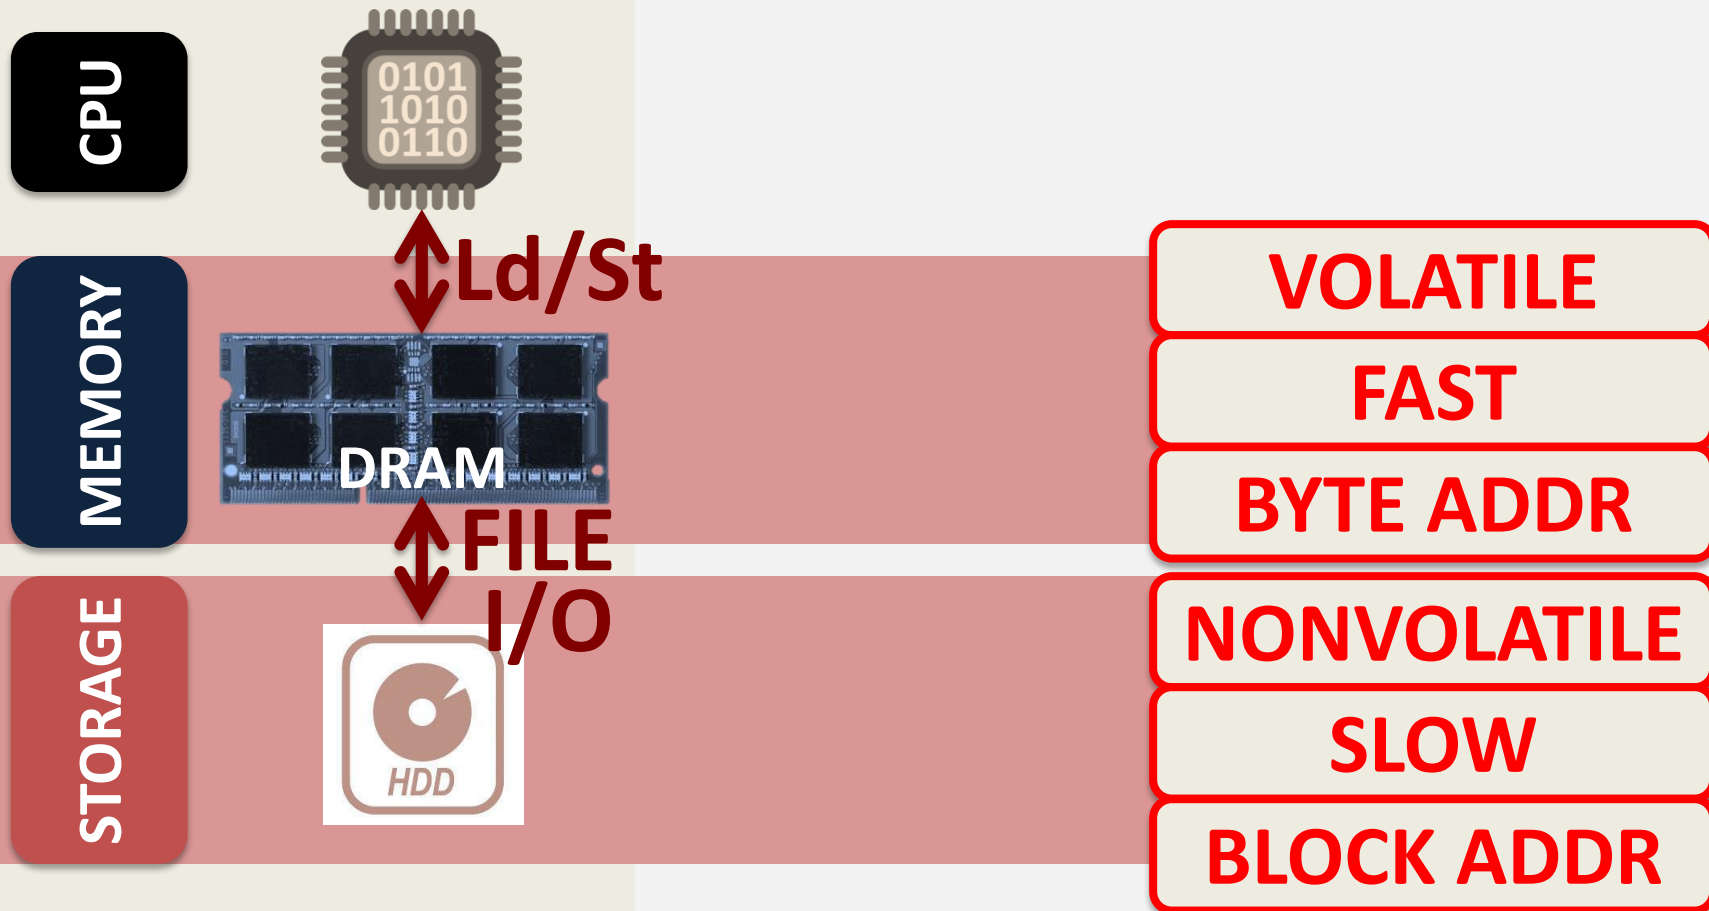 CPU
0101
1010
0110
Ld/St
MEMORY
DRAM
VOLATILE
FAST
BYTE ADDR
FILE
I/O
STORAGE
HDD
NONVOLATILE
SLOW
BLOCK ADDR